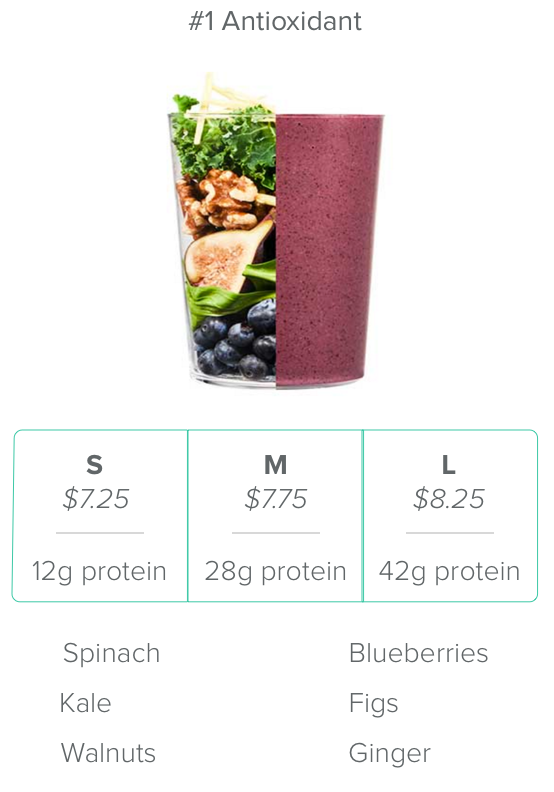 #1 Antioxidant
S
$7.25
12g protein
M
$7.75
28g protein
L
$8.25
42g protein
Spinach
Kale
Walnuts
Blueberries
Figs
Ginger